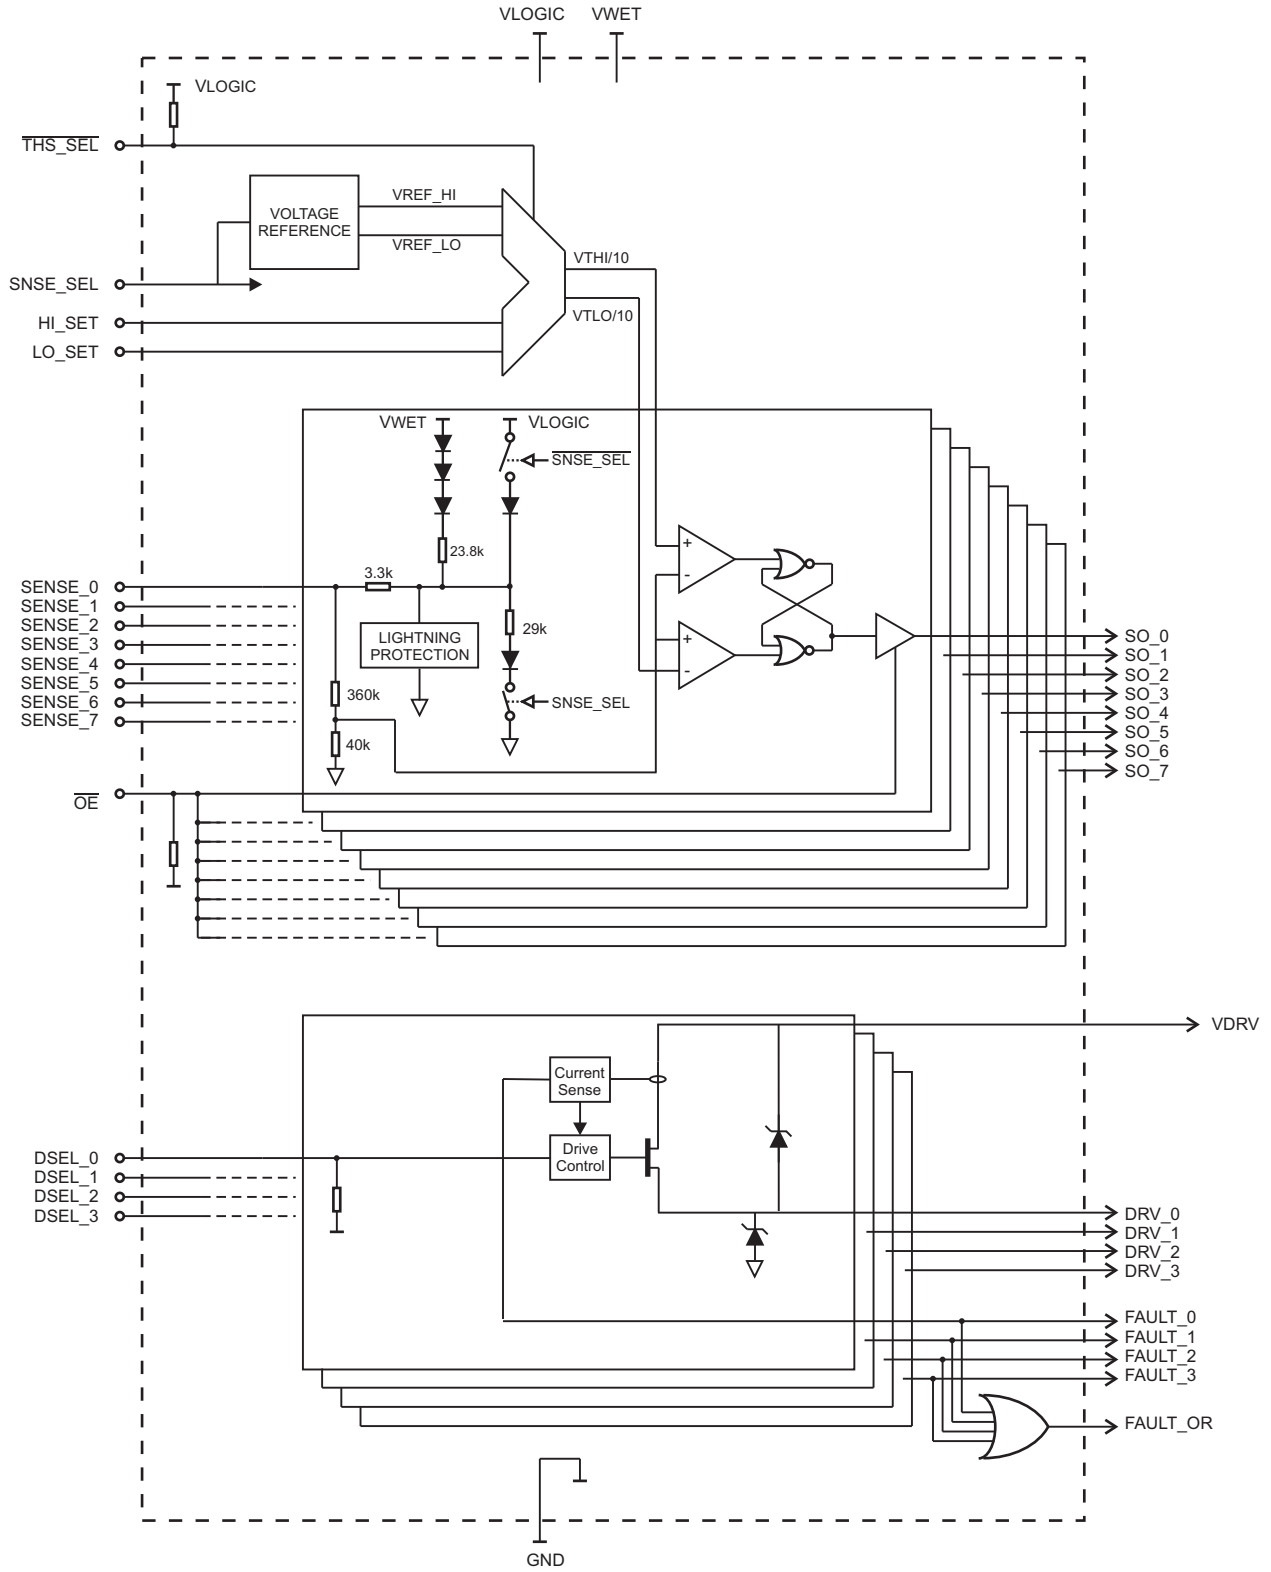 VLOGIC
VWET
VLOGIC
THS_SEL
VOLTAGE
REFERENCE
VREF_HI
VREF_LO
SNSE_SEL
HI_SET
LO_SET
VTHI/10
VTLO/10
VWET
VLOGIC
SNSE_SEL
23.8k
3.3k
LIGHTNING
PROTECTION
29k
SNSE_SEL
360k
40k
+
-
+
-
SENSE_0
SENSE_1
SENSE_2
SENSE_3
SENSE_4
SENSE_5
SENSE_6
SENSE_7
OE
SO_0
SO_1
SO_2
SO_3
SO_4
SO_5
SO_6
SO_7
VDRV
Current
Sense
Drive
Control
DSEL_0
DSEL_1
DSEL_2
DSEL_3
DRV_0
DRV_1
DRV_2
DRV_3
FAULT_0
FAULT_1
FAULT_2
FAULT_3
FAULT_OR
GND